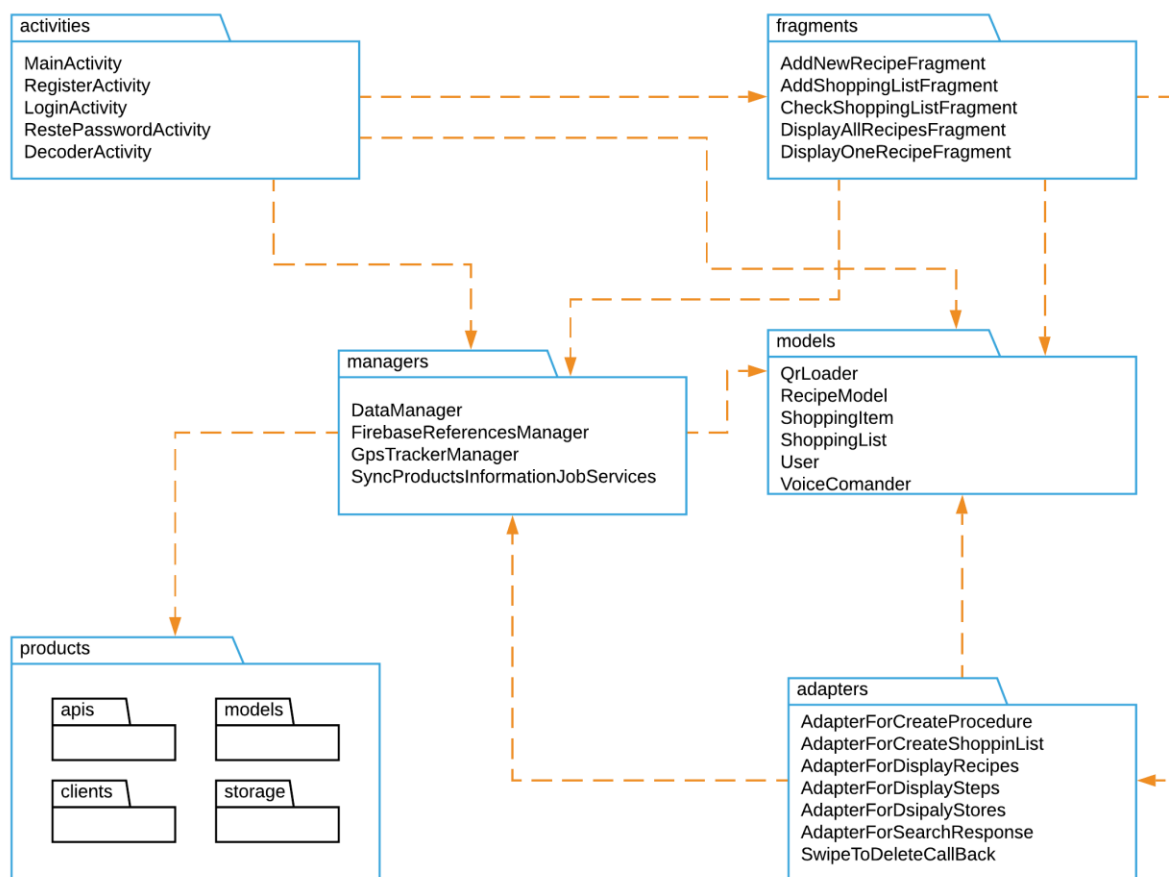 activities
MainActivity
RegisterActivity
LoginActivity
RestePasswordActivity
DecoderActivity
fragments
AddNewRecipeFragment
AddShoppingListFragment
CheckShoppingListFragment
DisplayAllRecipesFragment
DisplayOneRecipeFragment
managers
DataManager
FirebaseReferencesManager
GpsTrackerManager
SyncProductsInformationJobServices
models
QrLoader
RecipeModel
ShoppingItem
ShoppingList
User
VoiceComander
products
apis
models
clients
storage
adapters
AdapterForCreateProcedure
AdapterForCreateShoppinList
AdapterForDisplayRecipes
AdapterForDisplaySteps
AdapterForDsipalyStores
AdapterForSearchResponse
SwipeToDeleteCallBack